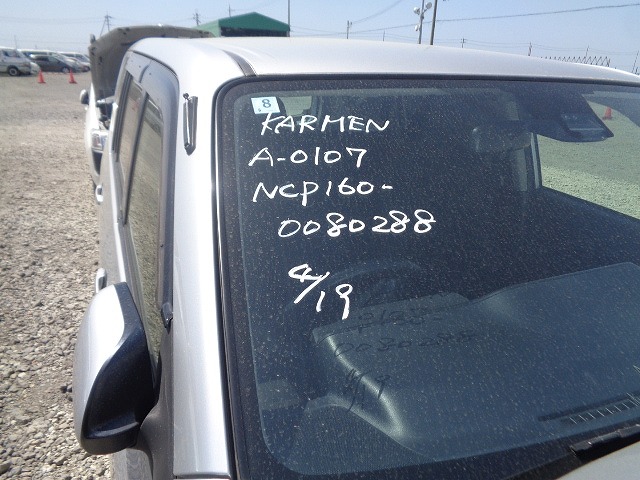 8
KARMEN
A-0107
NCP160-
0080288
4/19